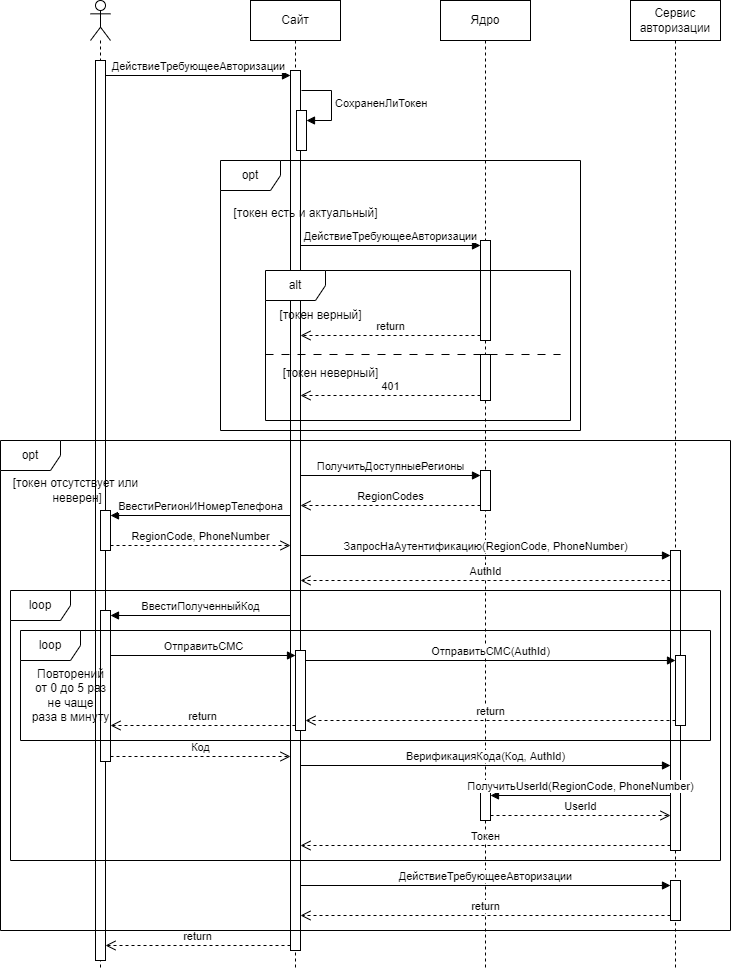 Сайт
Ядро
Сервис
авторизации
ДействиеТребующееАвторизации
СохраненЛиТокен
opt
[токен есть и актуальный]
ДействиеТребующееАвторизации
alt
[токен верный]
return
[токен неверный]
401
opt
[токен отсутствует или
неверен]
ПолучитьДоступныеРегионы
RegionCodes
ВвестиРегионИНомерТелефона
RegionCode, PhoneNumber
ЗапросНаАутентификацию(RegionCode, PhoneNumber)
AuthId
loop
ВвестиПолученныйКод
loop
Повторений
от 0 до 5 раз
не чаще
раза в минуту
ОтправитьСМС
ОтправитьСМС(AuthId)
return
return
Код
ВерификацияКода(Код, AuthId)
ПолучитьUserId(RegionCode, PhoneNumber)
UserId
Токен
ДействиеТребующееАвторизации
return
return